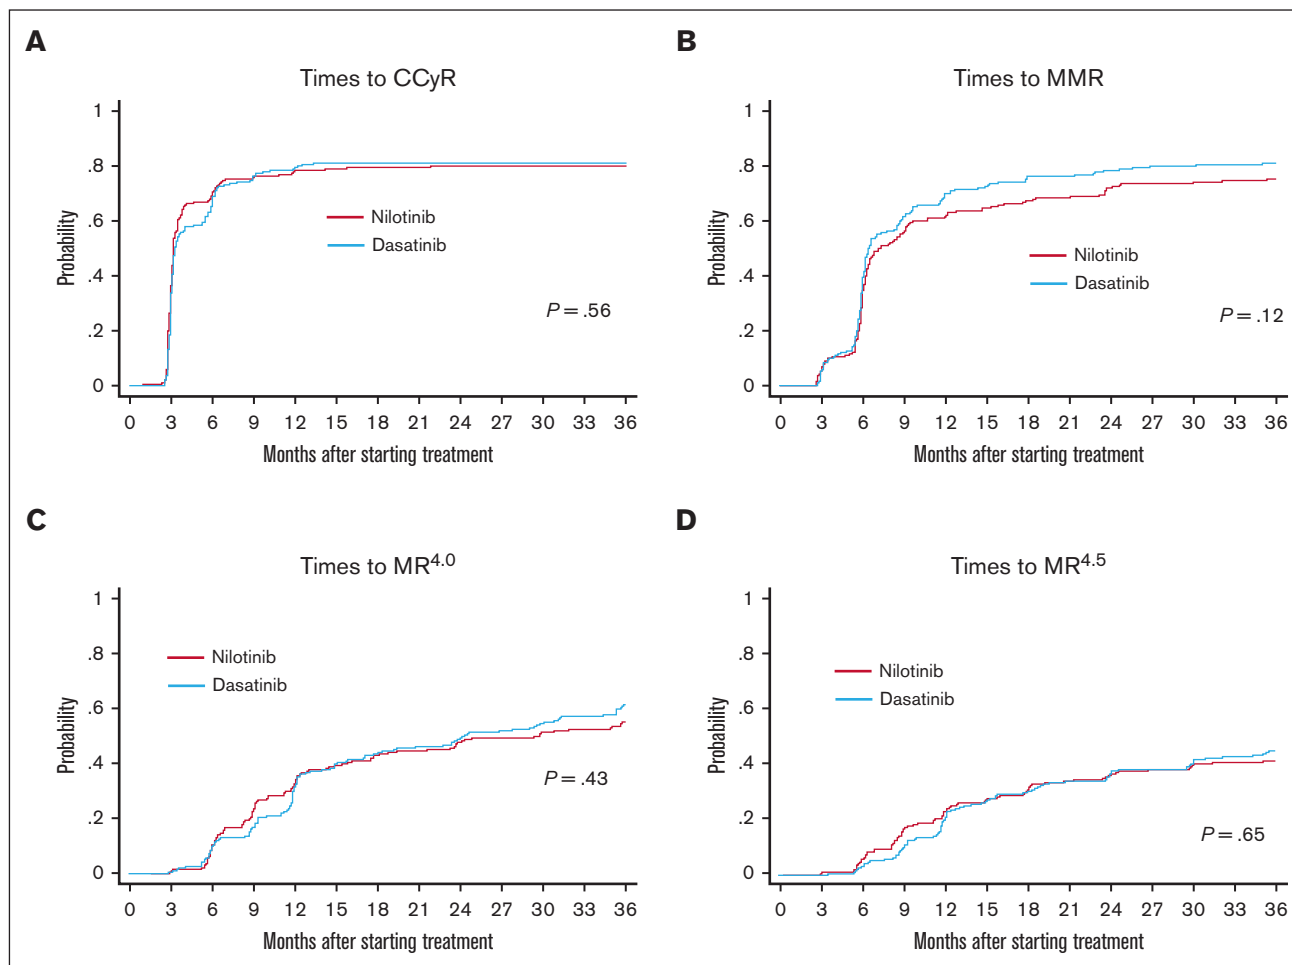 A
Times to CCyR
1
.8
.6
.4
.2
0
Probability
Nilotinib
Dasatinib
P = .56
0 3 6 9 12 15 18 21 24 27 30 33 36
Months after starting treatment
B
Times to MMR
1
.8
.6
.4
.2
0
Probability
Nilotinib
Dasatinib
P = .12
0 3 6 9 12 15 18 21 24 27 30 33 36
Months after starting treatment
C
Times to MR4.0
1
.8
.6
.4
.2
0
Probability
Nilotinib
Dasatinib
P = .43
0 3 6 9 12 15 18 21 24 27 30 33 36
Months after starting treatment
D
Times to MR4.5
1
.8
.6
.4
.2
0
Probability
Nilotinib
Dasatinib
P = .65
0 3 6 9 12 15 18 21 24 27 30 33 36
Months after starting treatment